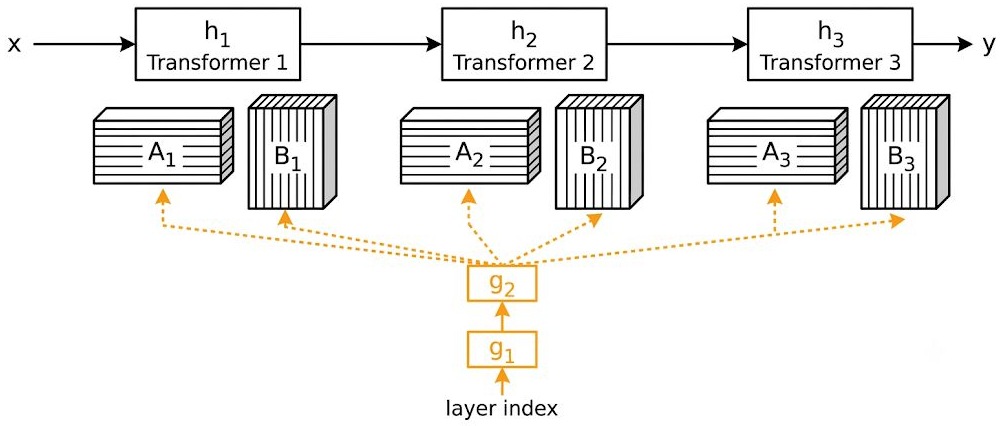 x
h₁
Transformer 1
h₂
Transformer 2
h₃
Transformer 3
y
A₁
B₁
A₂
B₂
A₃
B₃
g₂
g₁
layer index